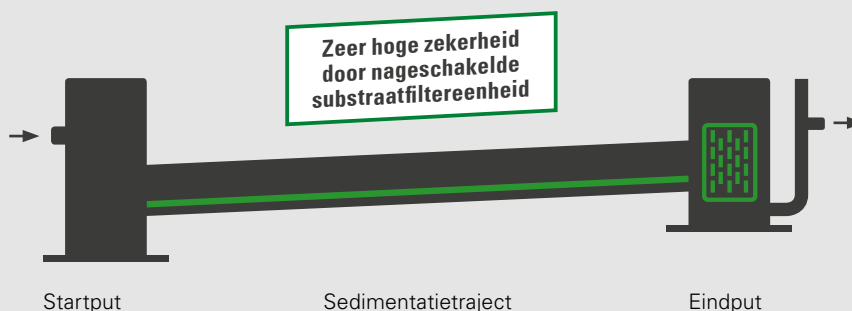 Zeer hoge zekerheid
door nageschakelde
substraatfiltereenheid
Startput
Sedimentatietraject
Eindput